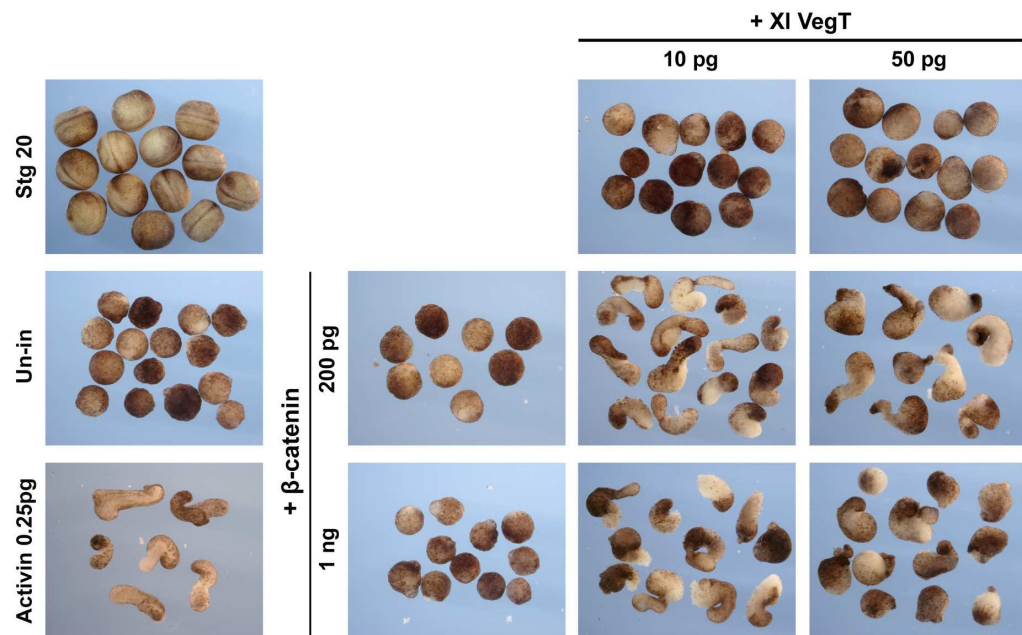 + Xl VegT
10 pg
50 pg
Stg 20
Un-in
Activin 0.25pg
+ β-catenin
200 pg
1 ng